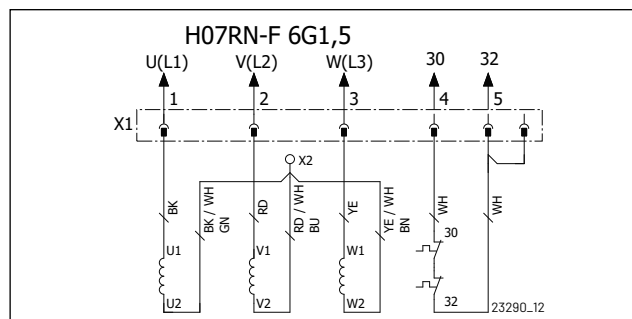 H07RN-F 6G1,5
U(L1) V(L2) W(L3) 30 32
1 2 3 4 5
X1
X2
BK BK / WH GN RD RD / WH BU YE YE / WH BN WH WH
30
U1 V1 W1
32
U2 V2 W2
23290_12